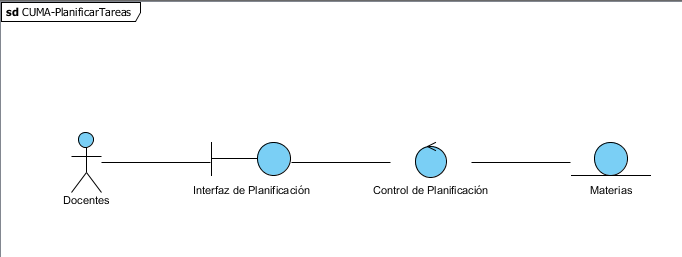 sd CUMA-PlanificarTareas
Docentes
Interfaz de Planificación
Control de Planificación
Materias